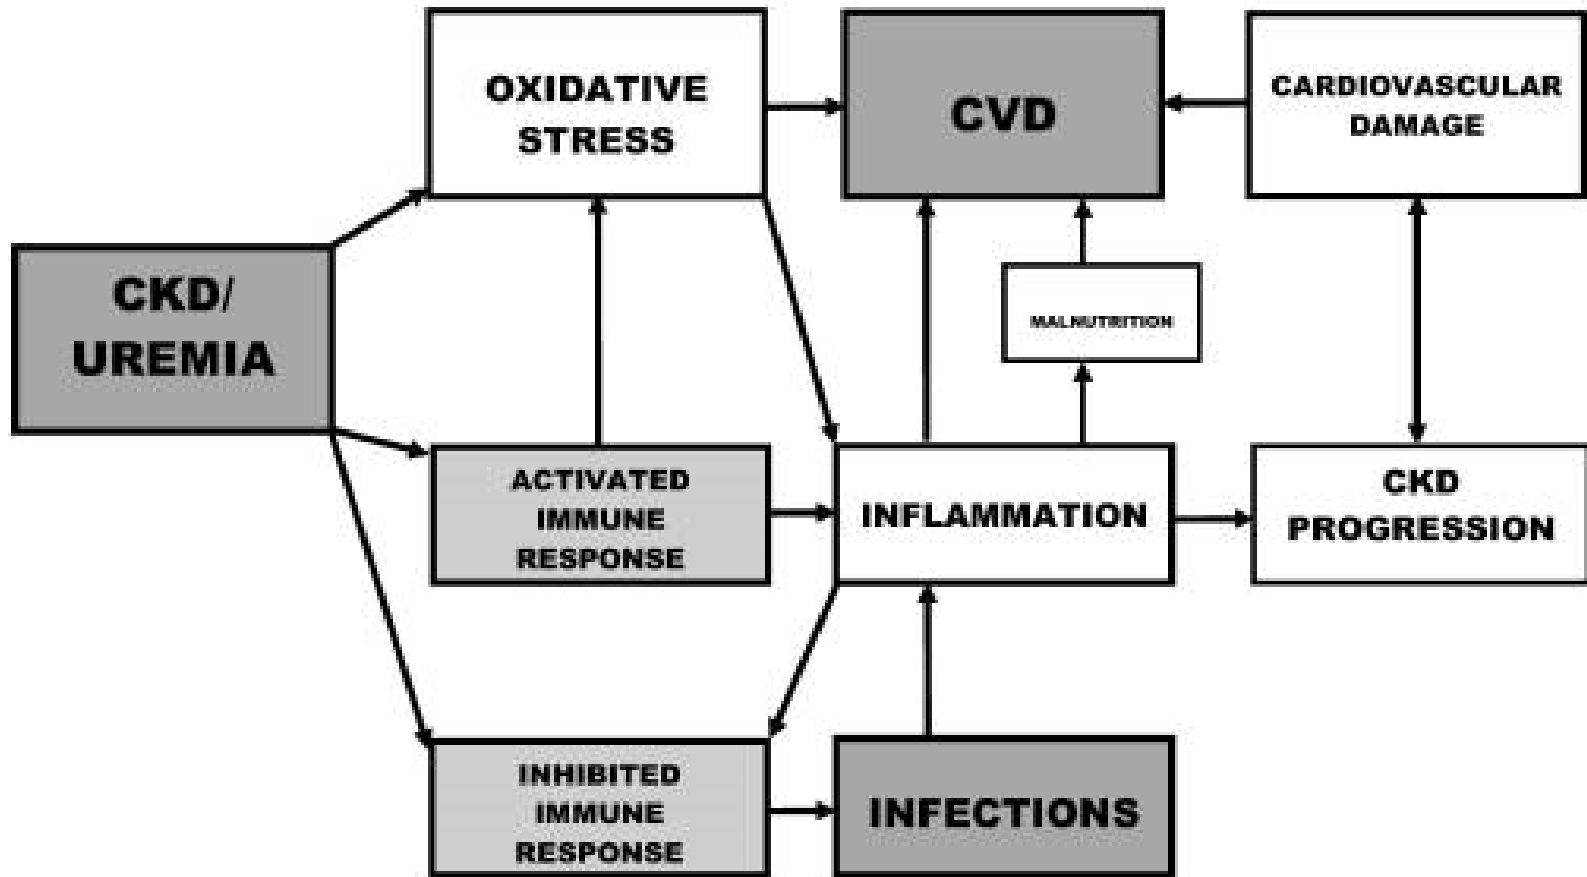 OXIDATIVE
STRESS
CVD
CARDIOVASCULAR
DAMAGE
CKD/
UREMIA
MALNUTRITION
ACTIVATED
IMMUNE
RESPONSE
INFLAMMATION
CKD
PROGRESSION
INHIBITED
IMMUNE
RESPONSE
INFECTIONS